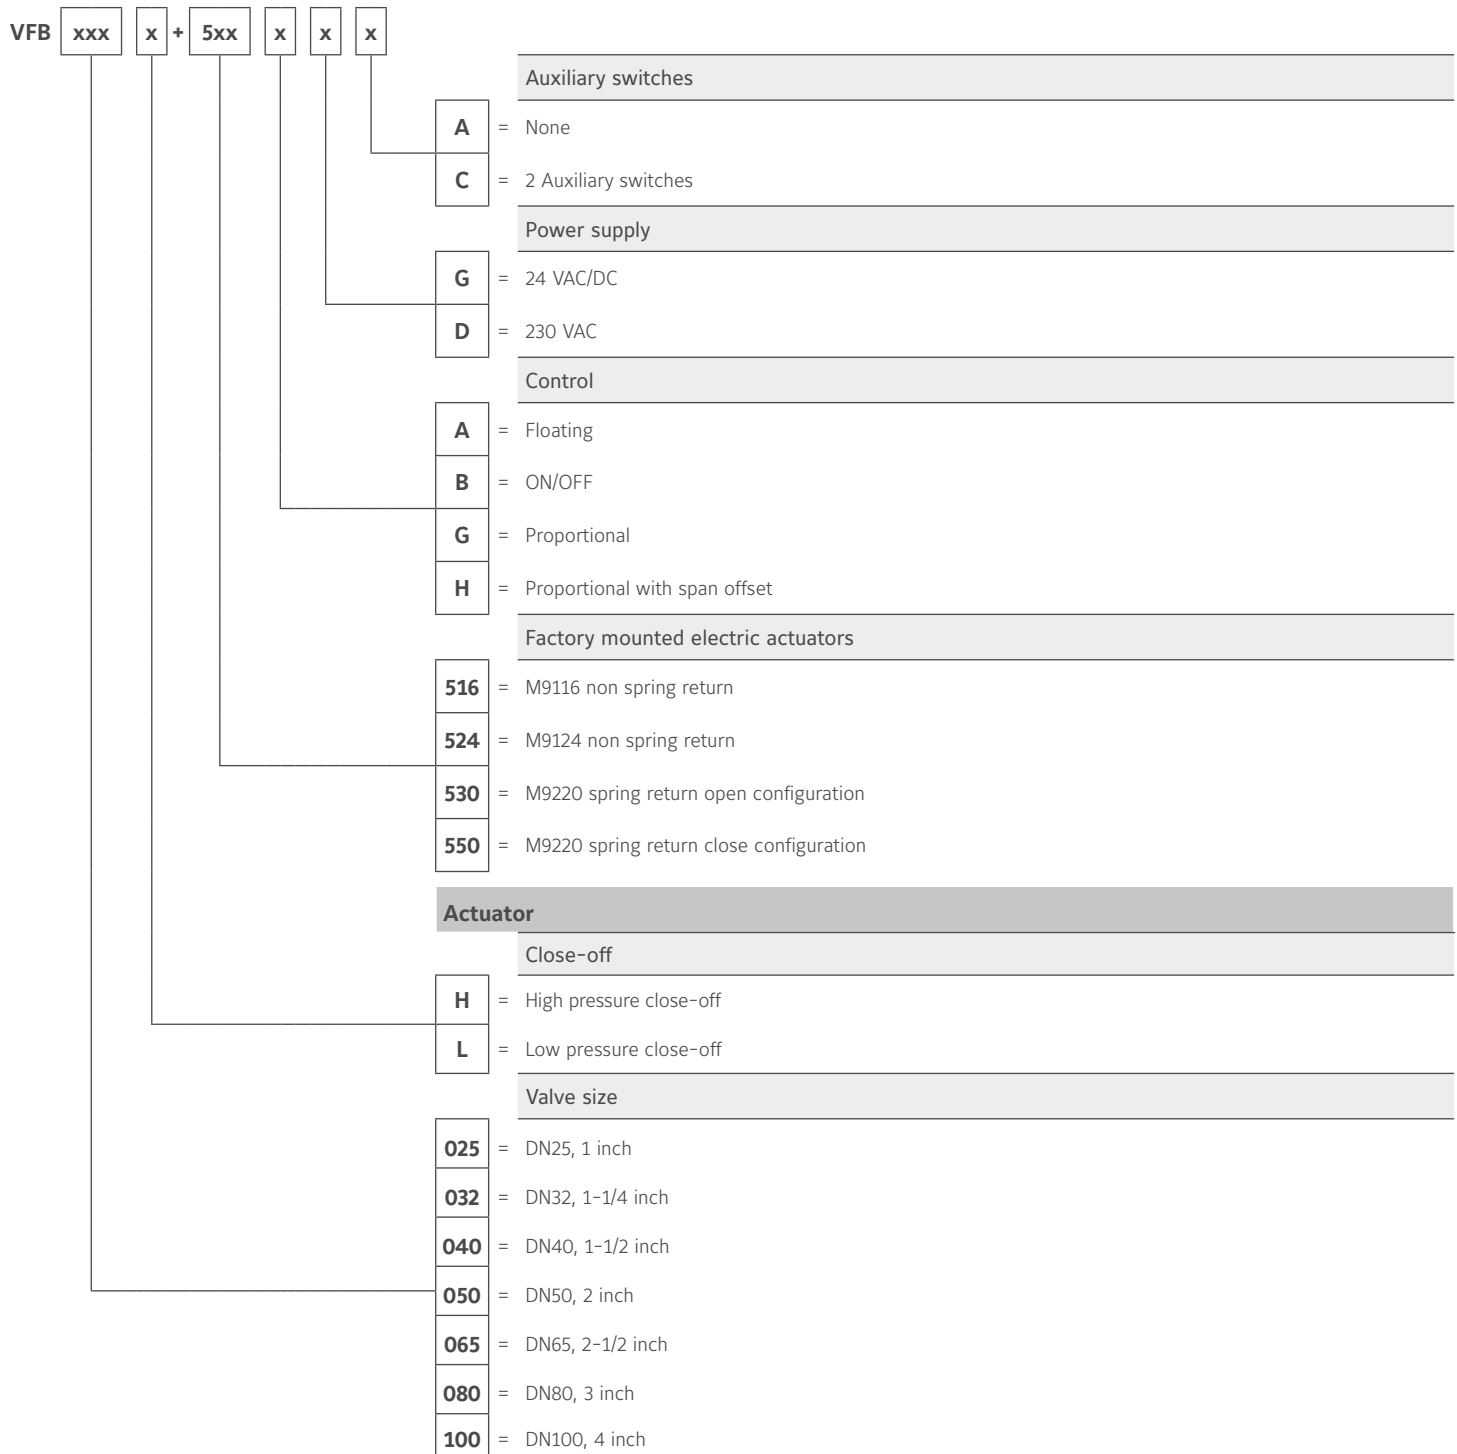 VFB xxx x + 5xx x x x
Auxiliary switches
A = None
C = 2 Auxiliary switches
Power supply
G = 24 VAC/DC
D = 230 VAC
Control
A = Floating
B = ON/OFF
G = Proportional
H = Proportional with span offset
Factory mounted electric actuators
516 = M9116 non spring return
524 = M9124 non spring return
530 = M9220 spring return open configuration
550 = M9220 spring return close configuration
Actuator
Close-off
H = High pressure close-off
L = Low pressure close-off
Valve size
025 = DN25, 1 inch
032 = DN32, 1-1/4 inch
040 = DN40, 1-1/2 inch
050 = DN50, 2 inch
065 = DN65, 2-1/2 inch
080 = DN80, 3 inch
100 = DN100, 4 inch